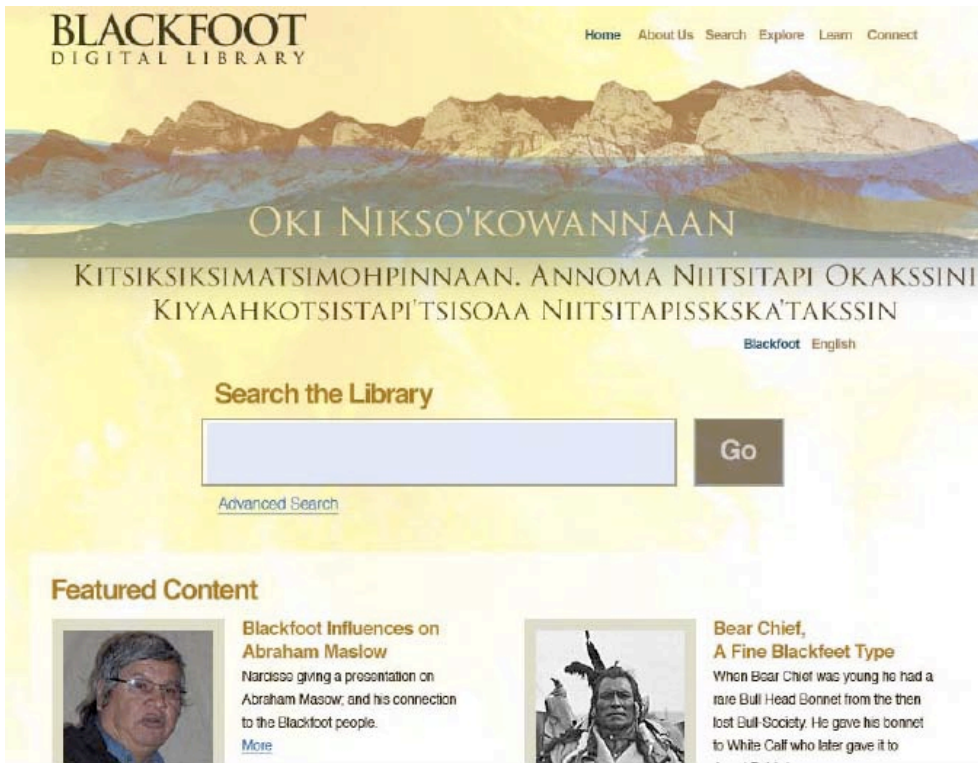 BLACKFOOT
DIGITAL LIBRARY
Home About Us Search Explore Learn Connect
OKI NIKSO'KOWANNAAN
KITSIKSIKSIMATSIMOHPINNAAN. ANNOMA NIITSITAPI OKAKSSINI
KIYAAHKOTSISTAPI'TSISOAA NIITSITAPISSKSKA'TAKSSIN
Blackfoot English
Search the Library
Go
Advanced Search
Featured Content
Blackfoot Influences on
Abraham Maslow
Narcisse giving a presentation on
Abraham Masow; and his connection
to the Blackfoot people.
More
Bear Chief,
A Fine Blackfeet Type
When Bear Chief was young he had a
rare Bull Head Bonnet from the then
lost Bull-Society. He gave his bonnet
to White Calf who later gave it to